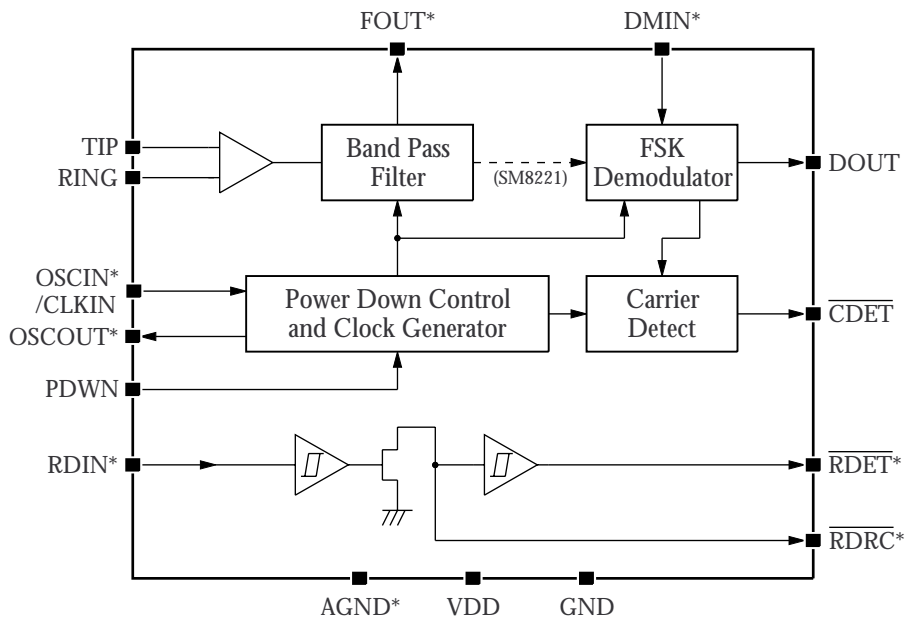 FOUT*
DMIN*
TIP
RING
Band Pass
Filter
(SM8221)
FSK
Demodulator
DOUT
OSCIN*
/CLKIN
OSCOUT*
Power Down Control
and Clock Generator
Carrier
Detect
CDET
PDWN
RDIN*
RDET*
RDRC*
AGND*
VDD
GND